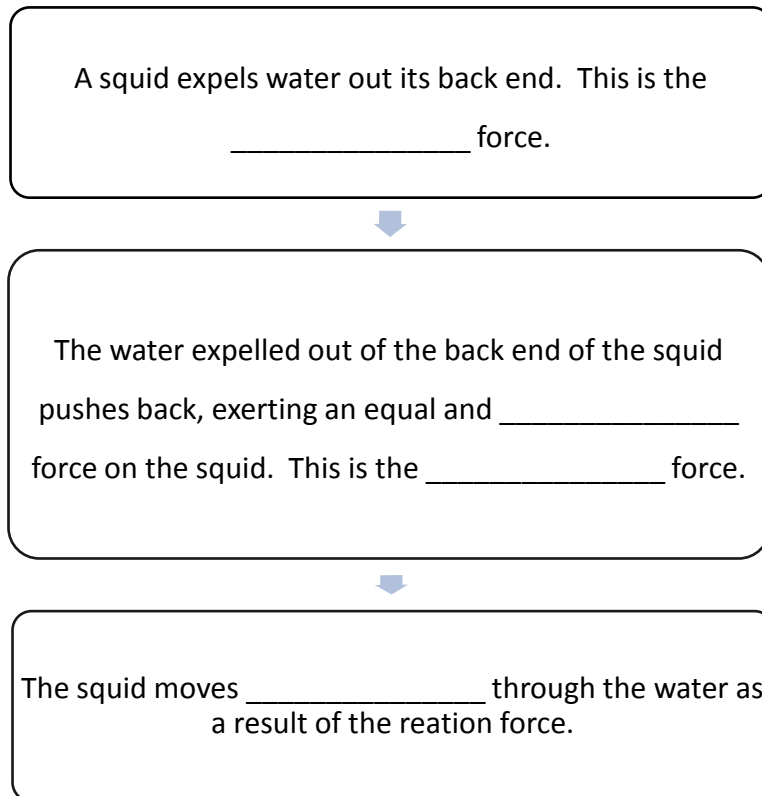 A squid expels water out its back end.  This is the
_______________ force.
The water expelled out of the back end of the squid
pushes back, exerting an equal and _______________
force on the squid.  This is the _______________ force.
The squid moves _______________ through the water as
a result of the reation force.